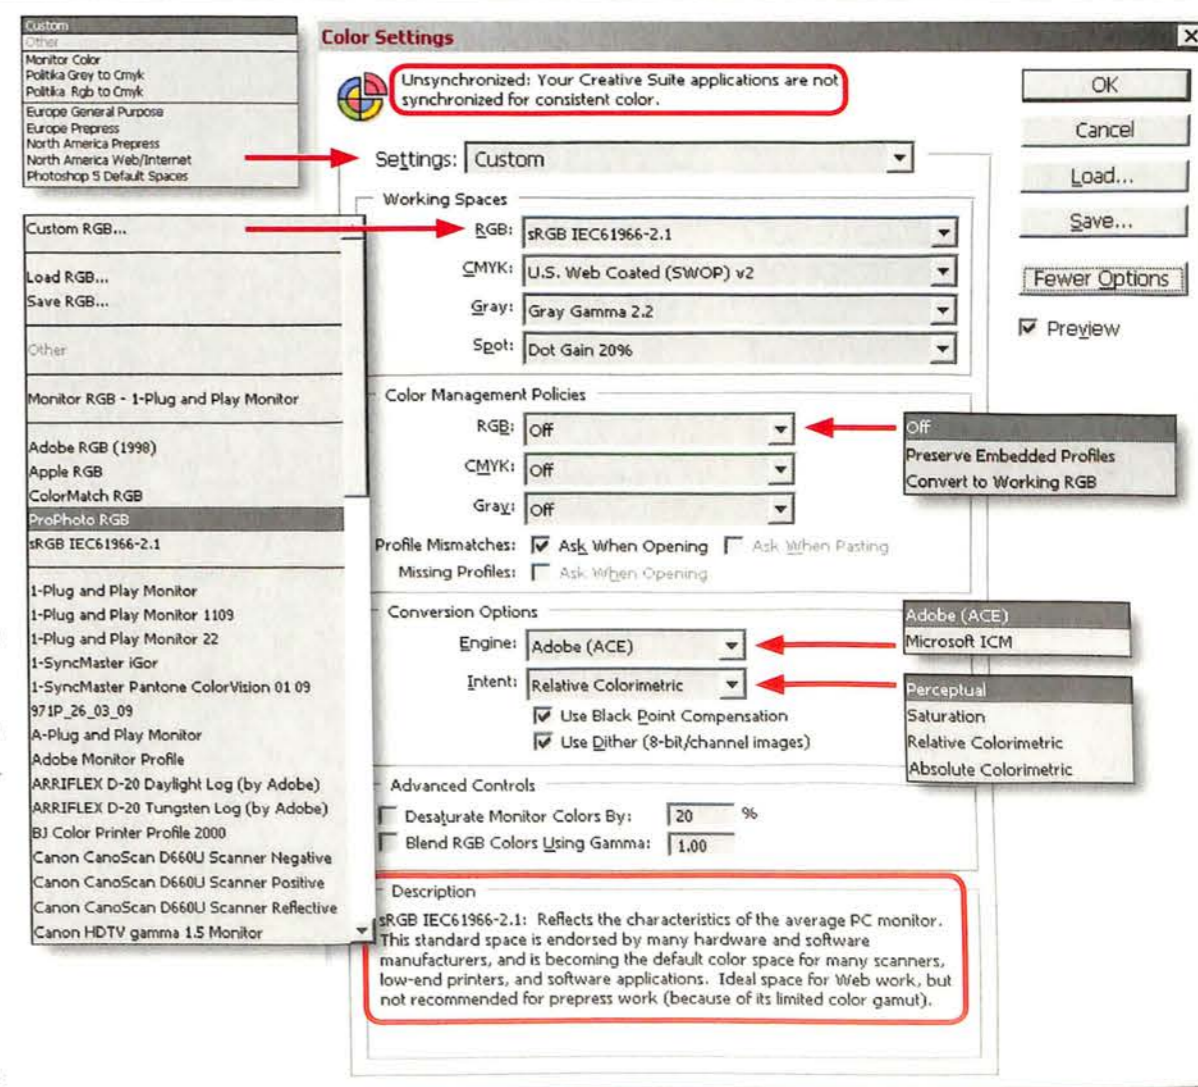 Custom
Other
Monitor Color
Politika Grey to Cmyk
Politika Rgb to Cmyk
Europe General Purpose
Europe Prepress
North America Prepress
North America Web/Internet
Photoshop 5 Default Spaces
Custom RGB...
Load RGB...
Save RGB...
Other
Monitor RGB - 1-Plug and Play Monitor
Adobe RGB (1998)
Apple RGB
ColorMatch RGB
ProPhoto RGB
sRGB IEC61966-2.1
1-Plug and Play Monitor
1-Plug and Play Monitor 1109
1-Plug and Play Monitor 22
1-SyncMaster iGor
1-SyncMaster Pantone ColorVision 01 09
971P_26_03_09
A-Plug and Play Monitor
Adobe Monitor Profile
ARRIFLEX D-20 Daylight Log (by Adobe)
ARRIFLEX D-20 Tungsten Log (by Adobe)
BJ Color Printer Profile 2000
Canon CanoScan D660U Scanner Negative
Canon CanoScan D660U Scanner Positive
Canon CanoScan D660U Scanner Reflective
Canon HDTV gamma 1.5 Monitor
Color Settings
Unsynchronized: Your Creative Suite applications are not
synchronized for consistent color.
Settings: Custom
Working Spaces
RGB: sRGB IEC61966-2.1
CMYK: U.S. Web Coated (SWOP) v2
Gray: Gray Gamma 2.2
Spot: Dot Gain 20%
Color Management Policies
RGB: Off
CMYK: Off
Gray: Off
Profile Mismatches: Ask When Opening Ask When Pasting
Missing Profiles: Ask When Opening
Conversion Options
Engine: Adobe (ACE)
Intent: Relative Colorimetric
Use Black Point Compensation
Use Dither (8-bit/channel images)
Advanced Controls
Desaturate Monitor Colors By: 20 %
Blend RGB Colors Using Gamma: 1.00
Description
sRGB IEC61966-2.1: Reflects the characteristics of the average PC monitor.
This standard space is endorsed by many hardware and software
manufacturers, and is becoming the default color space for many scanners,
low-end printers, and software applications. Ideal space for Web work, but
not recommended for prepress work (because of its limited color gamut).
OK
Cancel
Load...
Save...
Fewer Options
Preview
Off
Preserve Embedded Profiles
Convert to Working RGB
Adobe (ACE)
Microsoft ICM
Perceptual
Saturation
Relative Colorimetric
Absolute Colorimetric